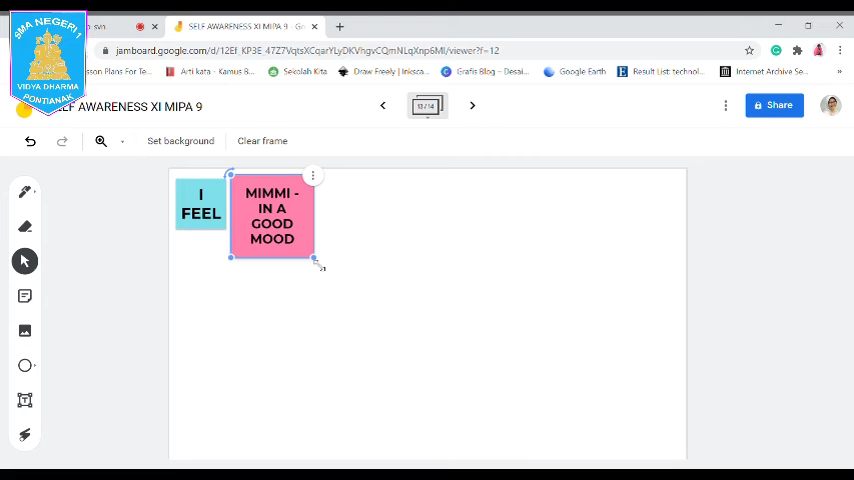 SMA NEGERI 1
VIDYA DHARMA
PONTIANAK
svn
SELF AWARENESS XI MIPA 9 - Go
jamboard.google.com/d/12Ef_KP3E_47Z7VqtsXCqarYLyDKVhgvCQmNLqXnp6MI/viewer?f=12
sson Plans For Te...
Arti kata - Kamus B...
Sekolah Kita
Draw Freely | Inksca...
Grafis Blog – Desai...
Google Earth
Result List: technol...
Internet Archive Se...
SELF AWARENESS XI MIPA 9
13 / 14
Share
Set background
Clear frame
I
FEEL
MIMMI -
IN A
GOOD
MOOD